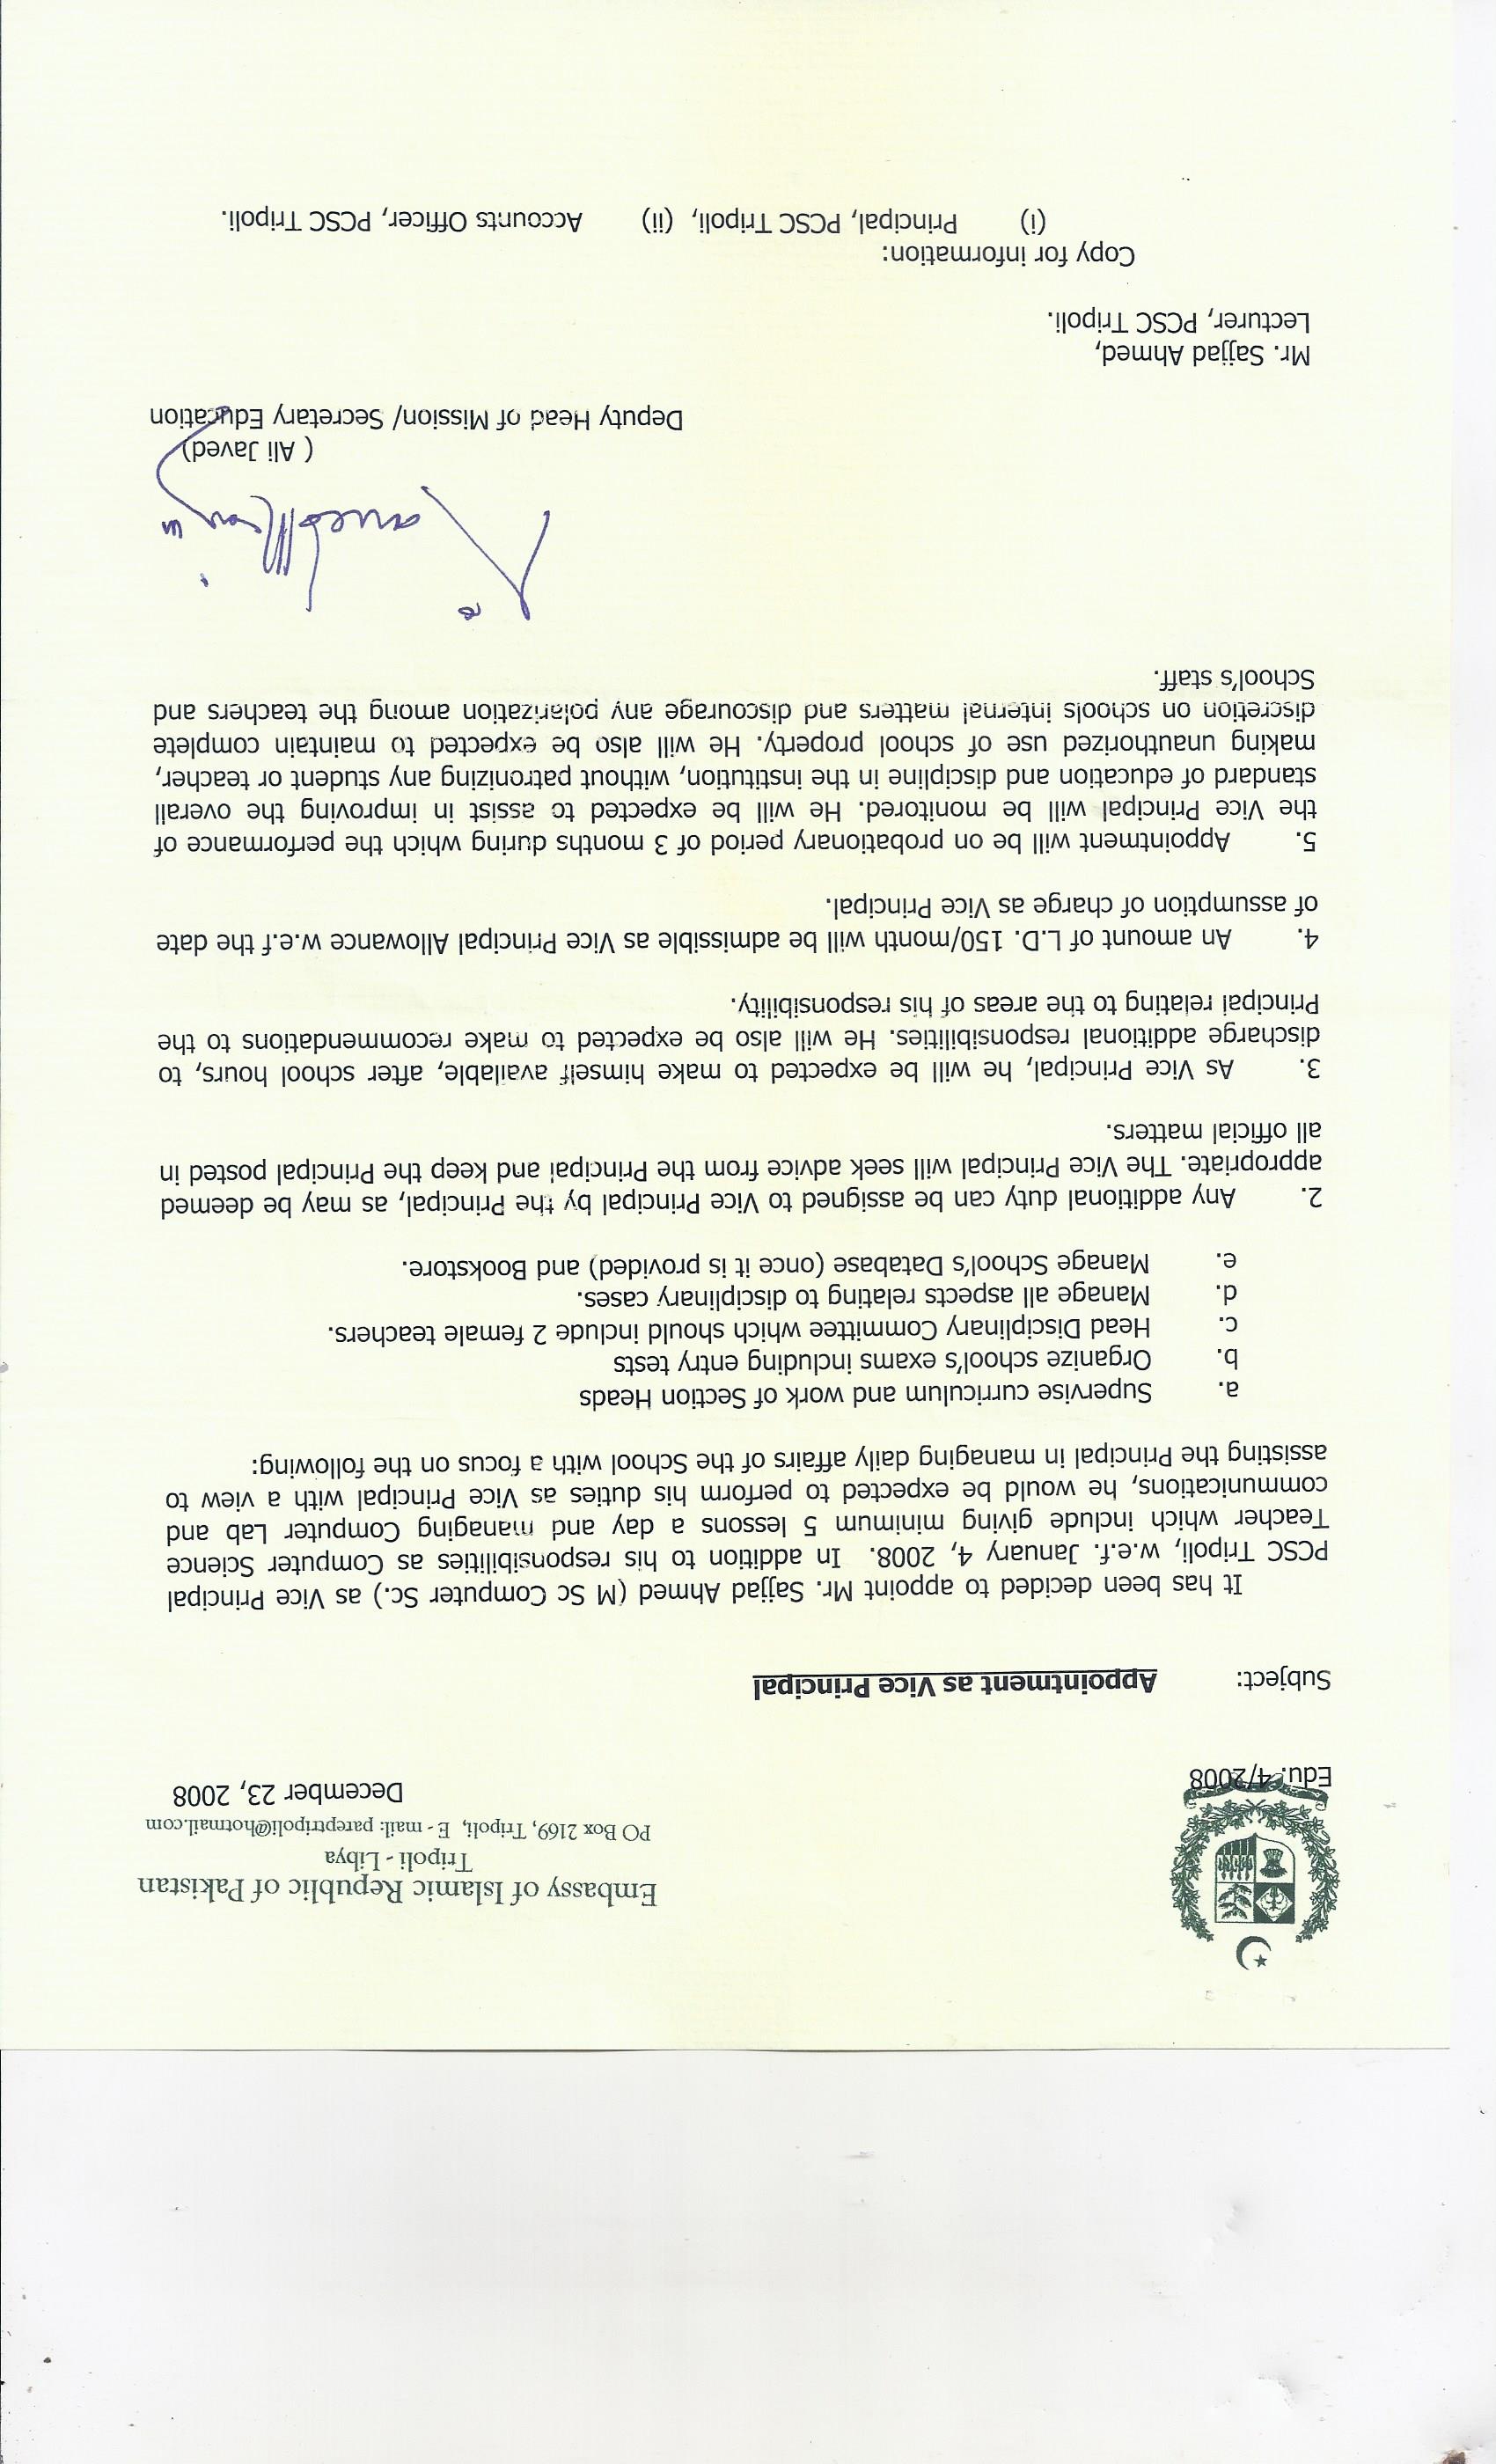 Embassy of Islamic Republic of Pakistan
Tripoli - Libya
PO Box 2169, Tripoli, E - mail: pareptripoli@hotmail.com
Edu. 4/2008 December 23, 2008
Subject: Appointment as Vice Principal
It has been decided to appoint Mr. Sajjad Ahmed (M Sc Computer Sc.) as Vice Principal
PCSC Tripoli, w.e.f. January 4, 2008. In addition to his responsibilities as Computer Science
Teacher which include giving minimum 5 lessons a day and managing Computer Lab and
communications, he would be expected to perform his duties as Vice Principal with a view to
assisting the Principal in managing daily affairs of the School with a focus on the following:
a. Supervise curriculum and work of Section Heads
b. Organize school's exams including entry tests
c. Head Disciplinary Committee which should include 2 female teachers.
d. Manage all aspects relating to disciplinary cases.
e. Manage School's Database (once it is provided) and Bookstore.
2. Any additional duty can be assigned to Vice Principal by the Principal, as may be deemed
appropriate. The Vice Principal will seek advice from the Principal and keep the Principal posted in
all official matters.
3. As Vice Principal, he will be expected to make himself available, after school hours, to
discharge additional responsibilities. He will also be expected to make recommendations to the
Principal relating to the areas of his responsibility.
4. An amount of L.D. 150/month will be admissible as Vice Principal Allowance w.e.f the date
of assumption of charge as Vice Principal.
5. Appointment will be on probationary period of 3 months during which the performance of
the Vice Principal will be monitored. He will be expected to assist in improving the overall
standard of education and discipline in the institution, without patronizing any student or teacher,
making unauthorized use of school property. He will also be expected to maintain complete
discretion on schools internal matters and discourage any polarization among the teachers and
School's staff.
( Ali Javed)
Deputy Head of Mission/ Secretary Education
Mr. Sajjad Ahmed,
Lecturer, PCSC Tripoli.
Copy for information:
(i) Principal, PCSC Tripoli, (ii) Accounts Officer, PCSC Tripoli.